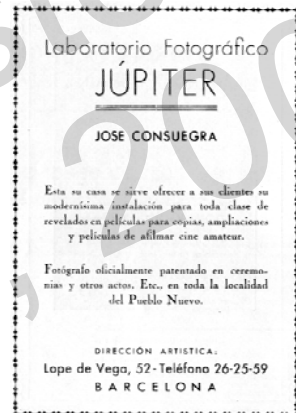 Laboratorio Fotográfico
JÚPITER
JOSE CONSUEGRA
Esta su casa se sirve ofrecer a sus clientes su
modernísima instalación para toda clase de
revelados en películas para copias, ampliaciones
y películas de afilmar cine amateur.
Fotógrafo oficialmente patentado en ceremo-
nias y otros actos. Etc., en toda la localidad
del Pueblo Nuevo.
DIRECCIÓN ARTISTICA:
Lope de Vega, 52 - Teléfono 26-25-59
BARCELONA